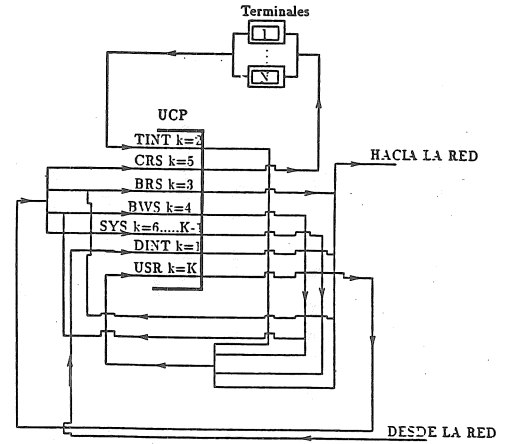 Terminales
1
N
UCP
TINT k=2
CRS k=5
HACIA LA RED
BRS k=3
BWS k=4
SYS k=6.....K-1
DINT k=1
USR k=K
DESDE LA RED